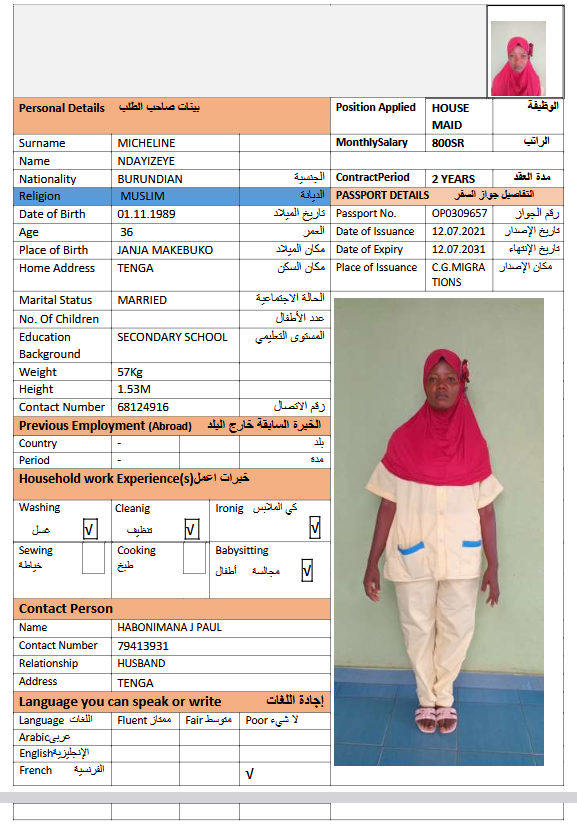 Personal Details بينات صاحب الطلب
Surname MICHELINE
Name NDAYIZEYE
Nationality BURUNDIAN الجنسية
Religion MUSLIM الديانة
Date of Birth 01.11.1989 تاريخ الميلاد
Age 36 العمر
Place of Birth JANJA MAKEBUKO مكان الميلاد
Home Address TENGA مكان السكن
Marital Status MARRIED الحالة الاجتماعية
No. Of Children عدد الأطفال
Education Background SECONDARY SCHOOL المستوى التعليمي
Weight 57Kg
Height 1.53M
Contact Number 68124916 رقم الاتصال
Previous Employment (Abroad) الخبرة السابقة خارج البلد
Country - بلد
Period - مدة
Household work Experience(s) خبرات اعمل
Washing غسل √
Cleanig تنظيف √
Ironig كي الملابس √
Sewing خياطة
Cooking طبخ
Babysitting مجالسة أطفال √
Contact Person
Name HABONIMANA J PAUL
Contact Number 79413931
Relationship HUSBAND
Address TENGA
Language you can speak or write إجادة اللغات
Language اللغات Fluent ممتاز Fair متوسط Poor لا شيء
Arabic عربي
English الإنجليزية
French الفرنسية √
Position Applied HOUSE MAID الوظيفة
MonthlySalary 800SR الراتب
ContractPeriod 2 YEARS مدة العقد
PASSPORT DETAILS التفاصيل جواز السفر
Passport No. OP0309657 رقم الجواز
Date of Issuance 12.07.2021 تاريخ الإصدار
Date of Expiry 12.07.2031 تاريخ الإنتهاء
Place of Issuance C.G.MIGRATIONS مكان الإصدار